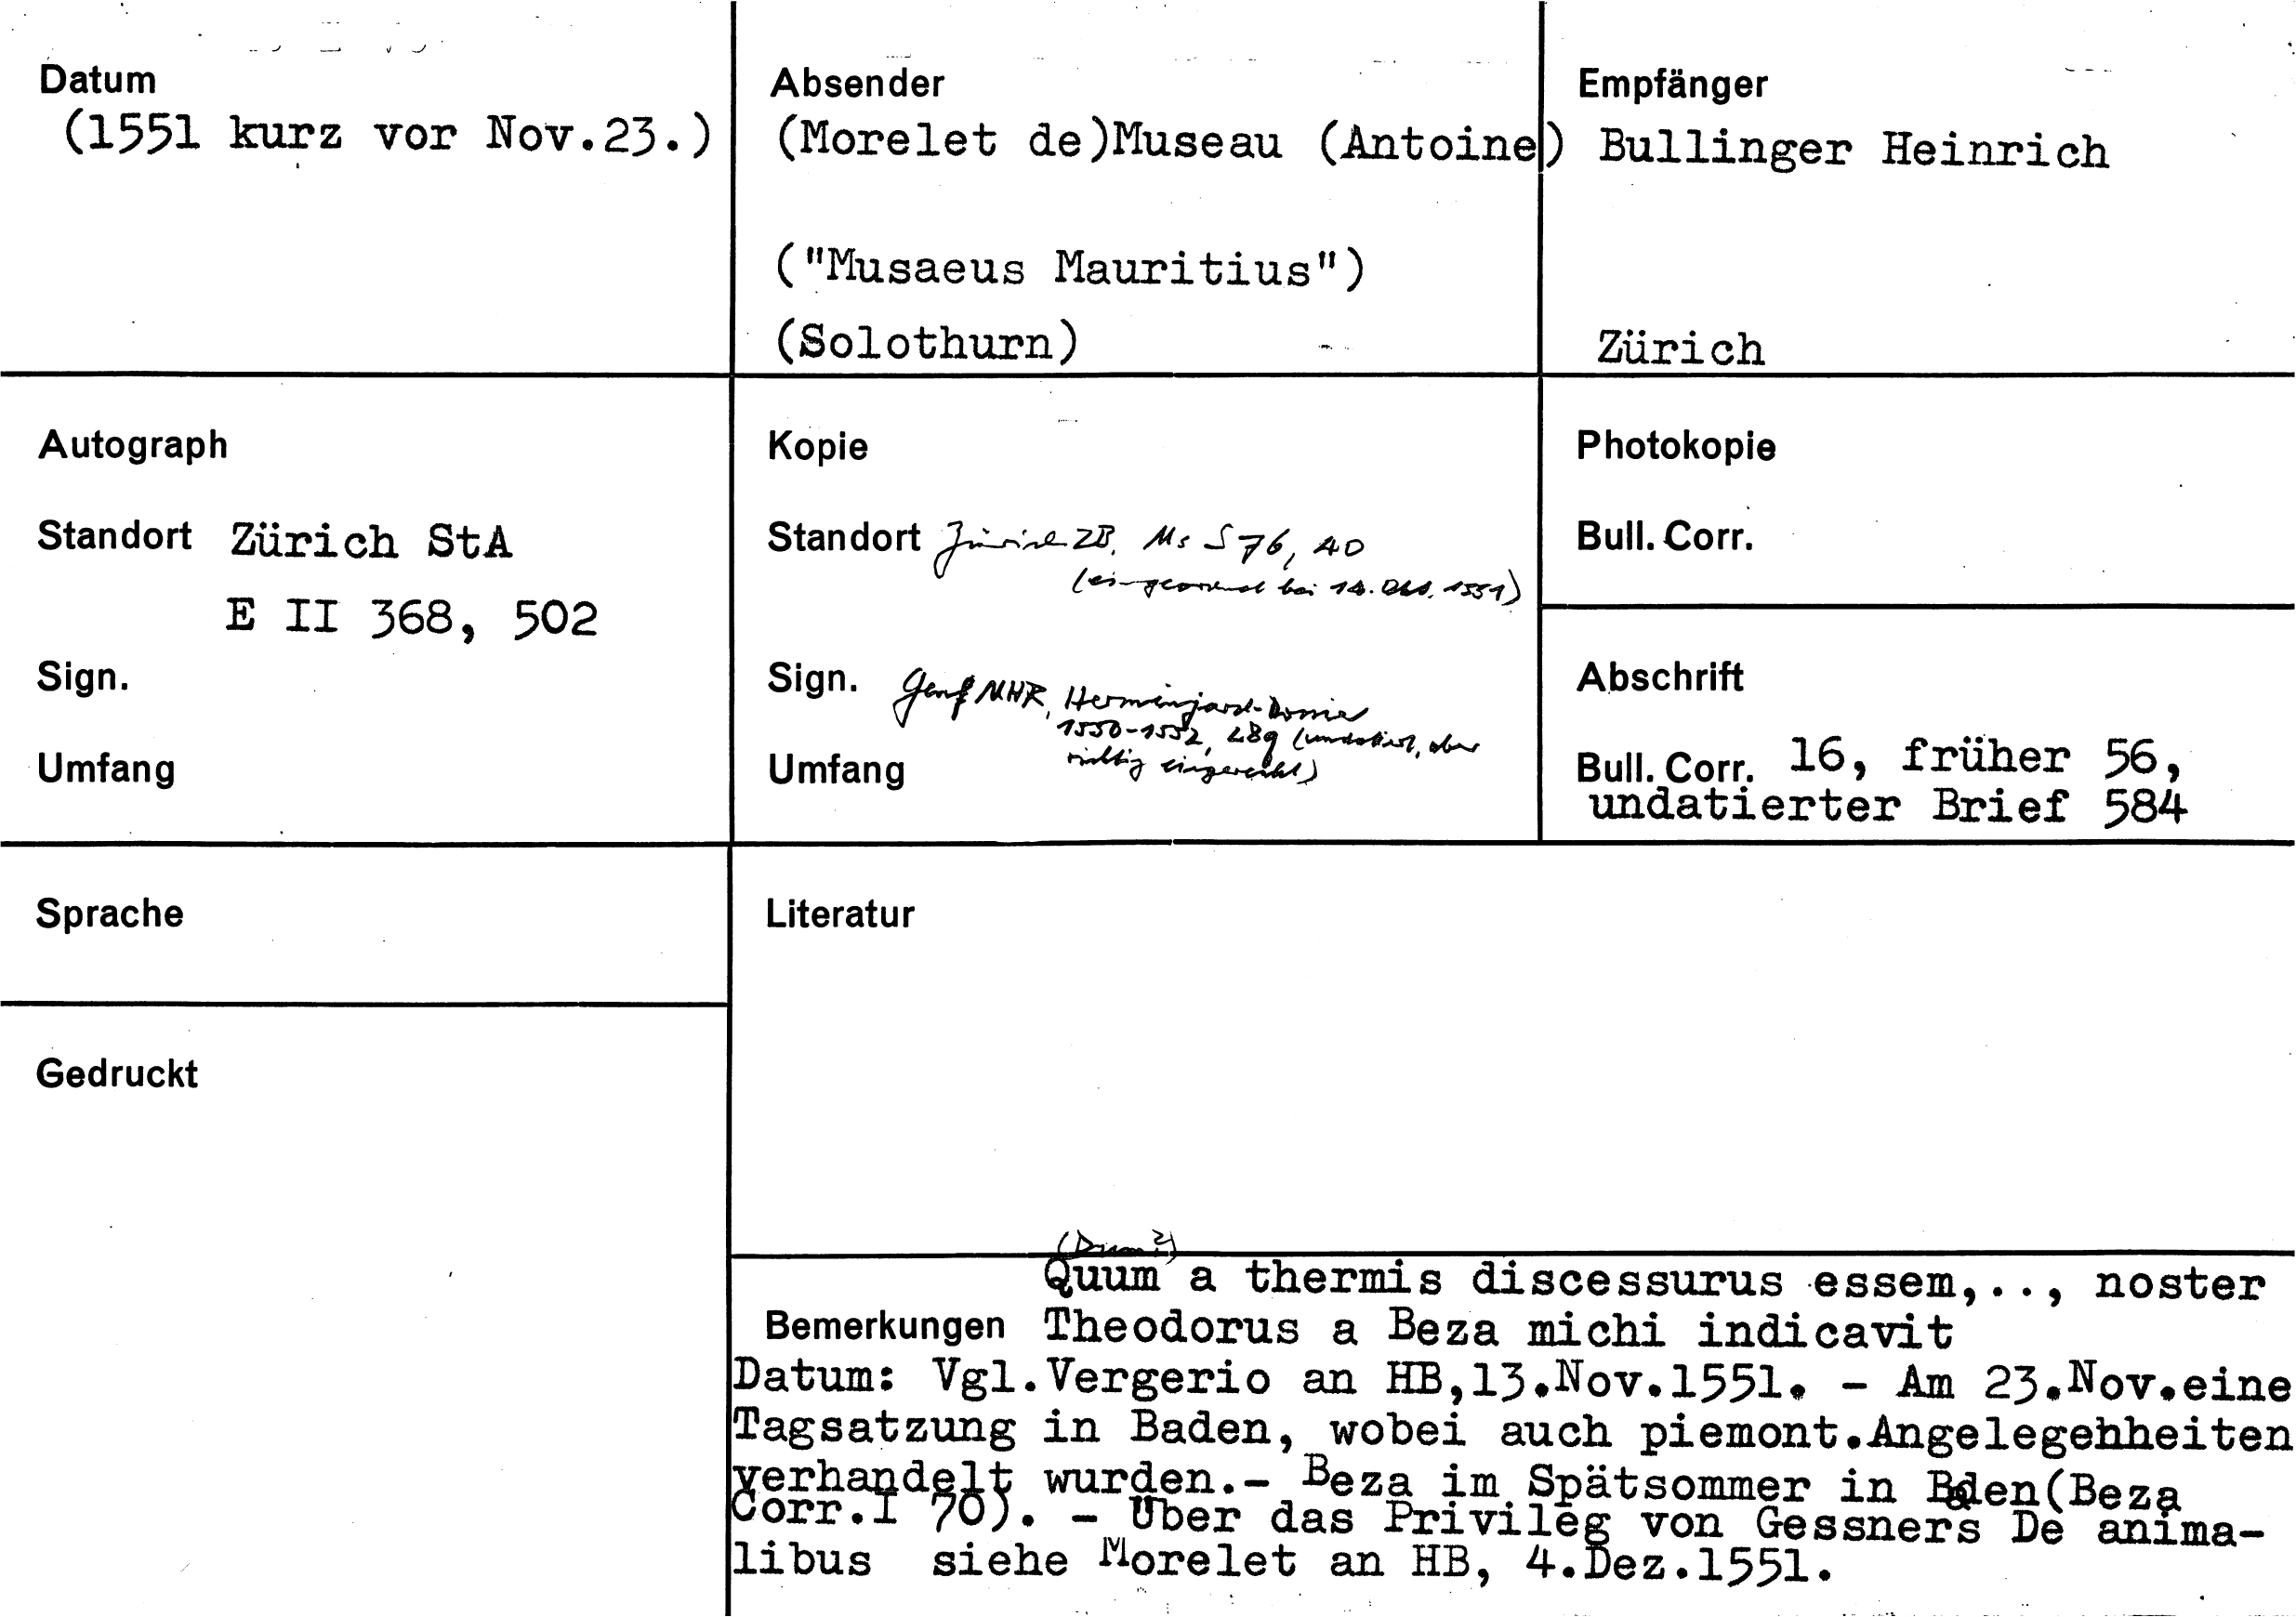 Datum
(1551 kurz vor Nov.23.)
Absender
(Morelet de)Museau (Antoine)
("Musaeus Mauritius")
(Solothurn)
Empfänger
Bullinger Heinrich
Zürich
Autograph
Standort Zürich StA
E II 368, 502
Sign.
Umfang
Kopie
Standort Zürich ZB, Ms S 76, 40
(eingeordnet bei 14. Okt. 1551)
Sign. Genf MHR, Herminjard-
1550-1552, 289 (undatiert, aber
richtig eingereiht)
Umfang
Photokopie
Bull. Corr.
Abschrift
Bull. Corr. 16, früher 56,
undatierter Brief 584
Sprache
Gedruckt
Literatur
Quum a thermis discessurus essem,.., noster
Bemerkungen Theodorus a Beza michi indicavit
Datum: Vgl.Vergerio an HB,13.Nov.1551. - Am 23.Nov.eine
Tagsatzung in Baden, wobei auch piemont.Angelegehheiten
verhandelt wurden.- Beza im Spätsommer in Baden(Beza
Corr.I 70). - Über das Privileg von Gessners De anima-
libus siehe Morelet an HB, 4.Dez.1551.